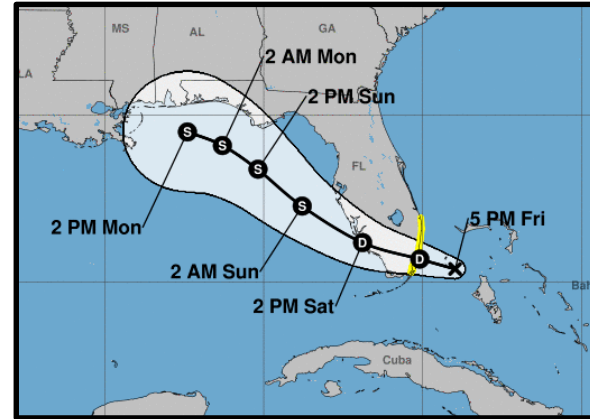 MS
AL
GA
LA
2 AM Mon
2 PM Sun
FL
5 PM Fri
S
S
S
S
D
D
2 PM Mon
2 AM Sun
2 PM Sat
Bah
Cuba